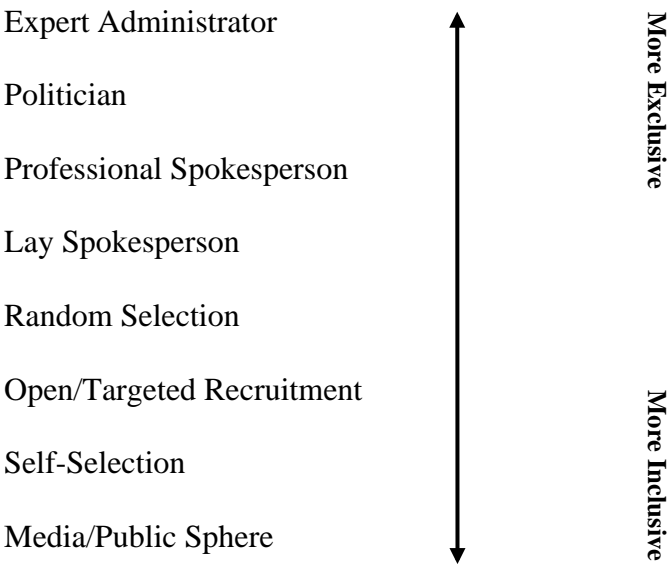 Expert Administrator
Politician
Professional Spokesperson
Lay Spokesperson
Random Selection
Open/Targeted Recruitment
Self-Selection
Media/Public Sphere
More Exclusive
More Inclusive